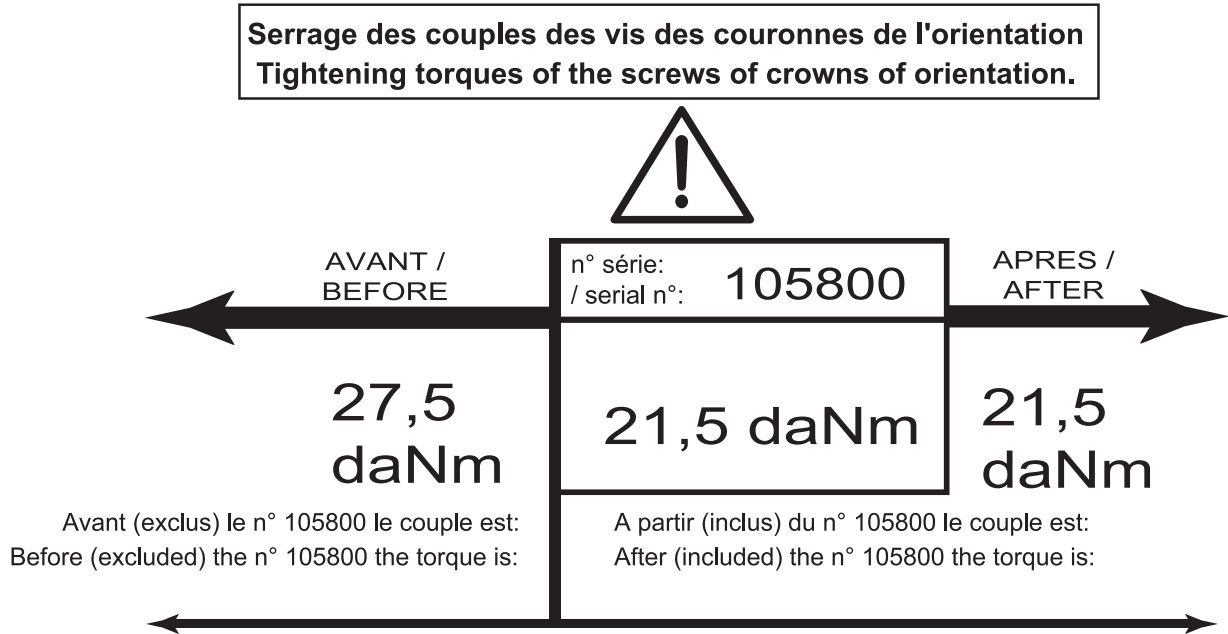 Serrage des couples des vis des couronnes de l'orientation
Tightening torques of the screws of crowns of orientation.
AVANT /
BEFORE
n° série:
/ serial n°:
105800
APRES /
AFTER
27,5
daNm
21,5 daNm
21,5
daNm
Avant (exclus) le n° 105800 le couple est:
Before (excluded) the n° 105800 the torque is:
A partir (inclus) du n° 105800 le couple est:
After (included) the n° 105800 the torque is: